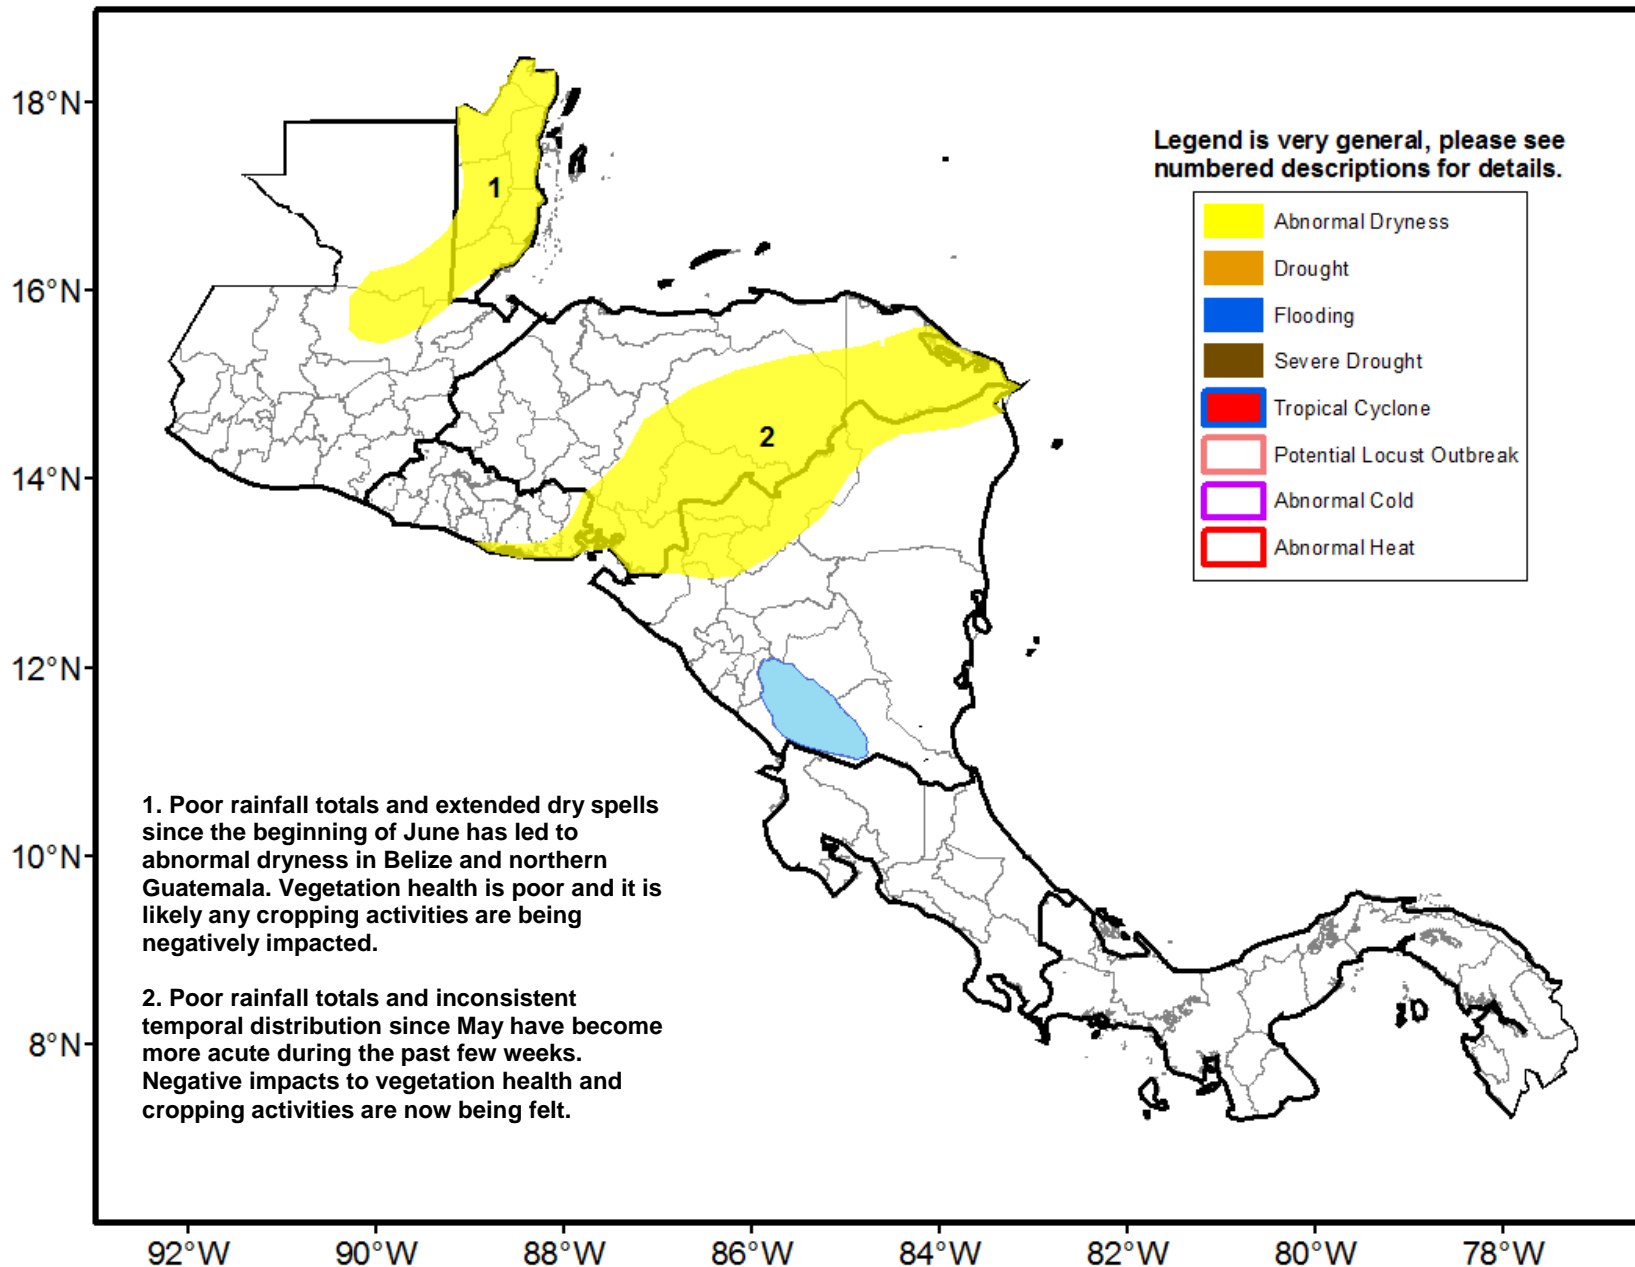 18°N
16°N
14°N
12°N
10°N
8°N
92°W
90°W
88°W
86°W
84°W
82°W
80°W
78°W
1
2
Legend is very general, please see
numbered descriptions for details.
Abnormal Dryness
Drought
Flooding
Severe Drought
Tropical Cyclone
Potential Locust Outbreak
Abnormal Cold
Abnormal Heat
1. Poor rainfall totals and extended dry spells
since the beginning of June has led to
abnormal dryness in Belize and northern
Guatemala. Vegetation health is poor and it is
likely any cropping activities are being
negatively impacted.
2. Poor rainfall totals and inconsistent
temporal distribution since May have become
more acute during the past few weeks.
Negative impacts to vegetation health and
cropping activities are now being felt.